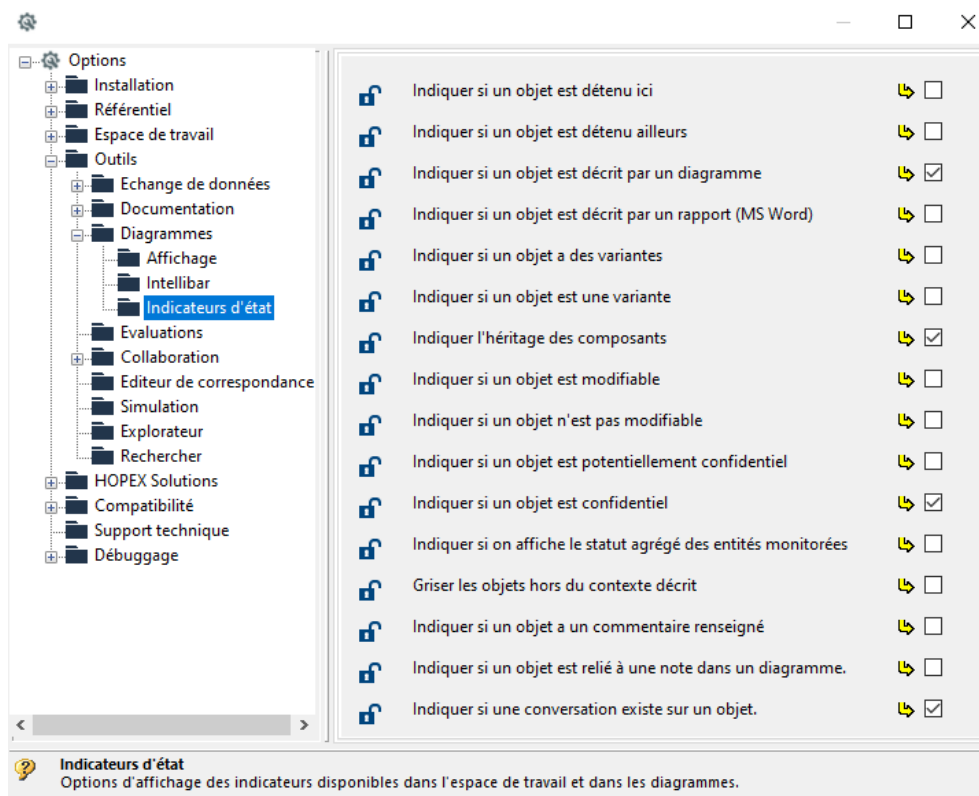 Options
Installation
Référentiel
Espace de travail
Outils
Echange de données
Documentation
Diagrammes
Affichage
Intellibar
Indicateurs d'état
Evaluations
Collaboration
Editeur de correspondance
Simulation
Explorateur
Rechercher
HOPEX Solutions
Compatibilité
Support technique
Débuggage
Indiquer si un objet est détenu ici
Indiquer si un objet est détenu ailleurs
Indiquer si un objet est décrit par un diagramme
Indiquer si un objet est décrit par un rapport (MS Word)
Indiquer si un objet a des variantes
Indiquer si un objet est une variante
Indiquer l'héritage des composants
Indiquer si un objet est modifiable
Indiquer si un objet n'est pas modifiable
Indiquer si un objet est potentiellement confidentiel
Indiquer si un objet est confidentiel
Indiquer si on affiche le statut agrégé des entités monitorées
Griser les objets hors du contexte décrit
Indiquer si un objet a un commentaire renseigné
Indiquer si un objet est relié à une note dans un diagramme.
Indiquer si une conversation existe sur un objet.
Indicateurs d'état
Options d'affichage des indicateurs disponibles dans l'espace de travail et dans les diagrammes.